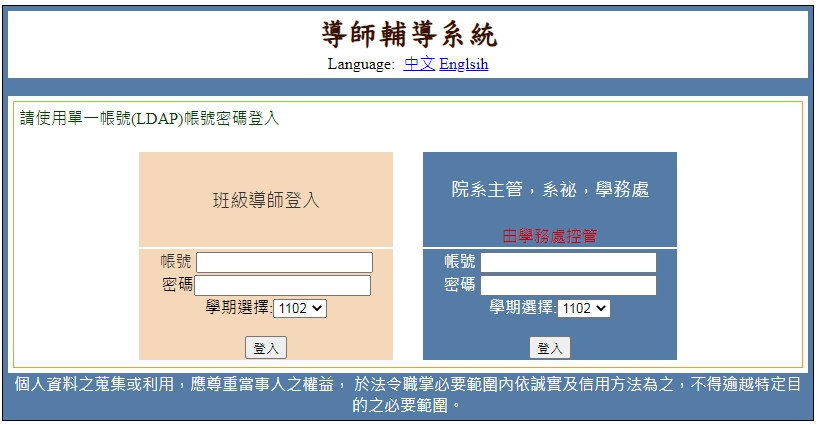 導師輔導系統
Language: 中文 Englsih
請使用單一帳號(LDAP)帳號密碼登入
班級導師登入
帳號
密碼
學期選擇:1102
登入
院系主管，系祕，學務處
由學務處控管
帳號
密碼
學期選擇:1102
登入
個人資料之蒐集或利用，應尊重當事人之權益， 於法令職掌必要範圍內依誠實及信用方法為之，不得逾越特定目
的之必要範圍。